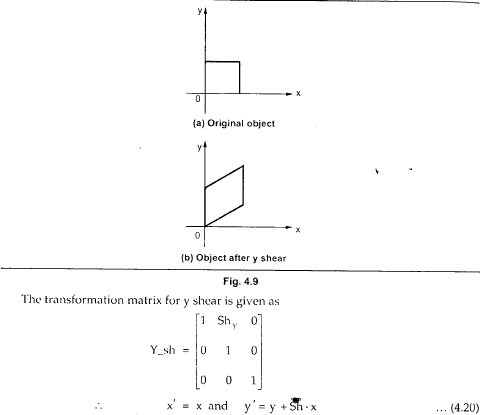 y
0
x
(a) Original object
y
0
x
(b) Object after y shear
Fig. 4.9
The transformation matrix for y shear is given as
Y_sh = [1 Sh_y 0
0 1 0
0 0 1]
∴ x′ = x and y′ = y + Sh · x ... (4.20)